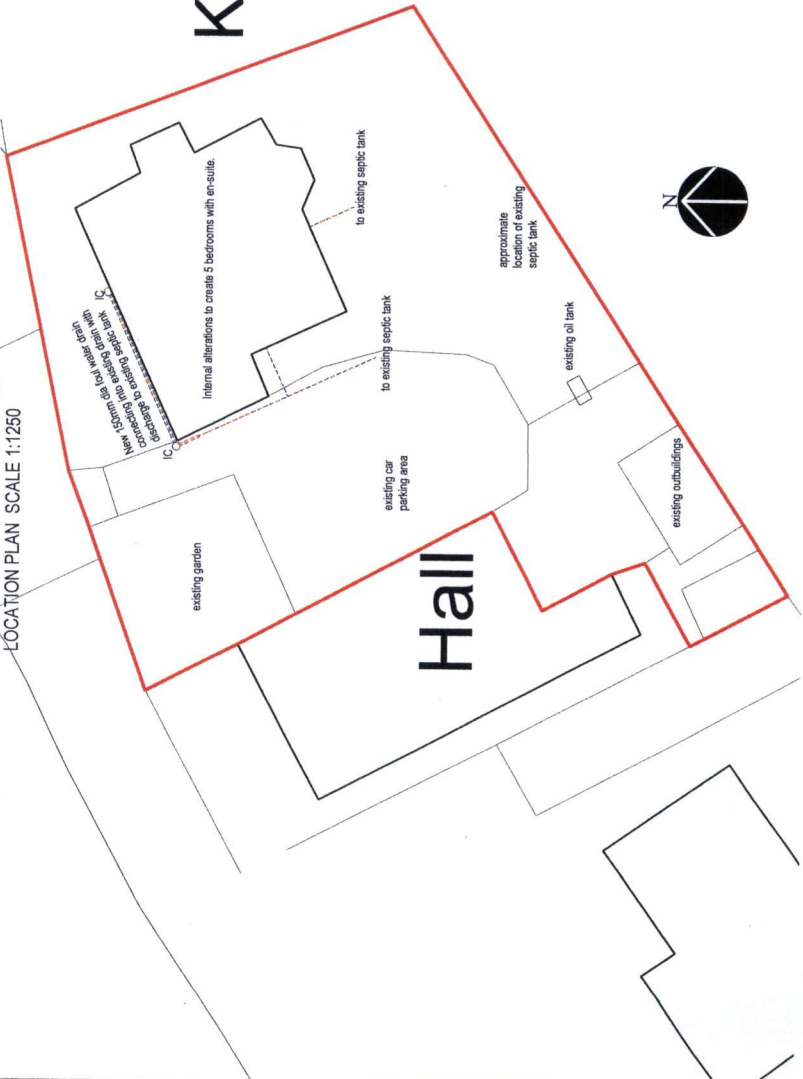 LOCATION PLAN SCALE 1:1250
K
New 150mm dia foul water drain
connecting into existing drain with
discharge to existing septic tank
IC
IC
Internal alterations to create 5 bedrooms with en-suite.
to existing septic tank
to existing septic tank
existing garden
existing car
parking area
approximate
location of existing
septic tank
existing oil tank
existing outbuildings
Hall
N